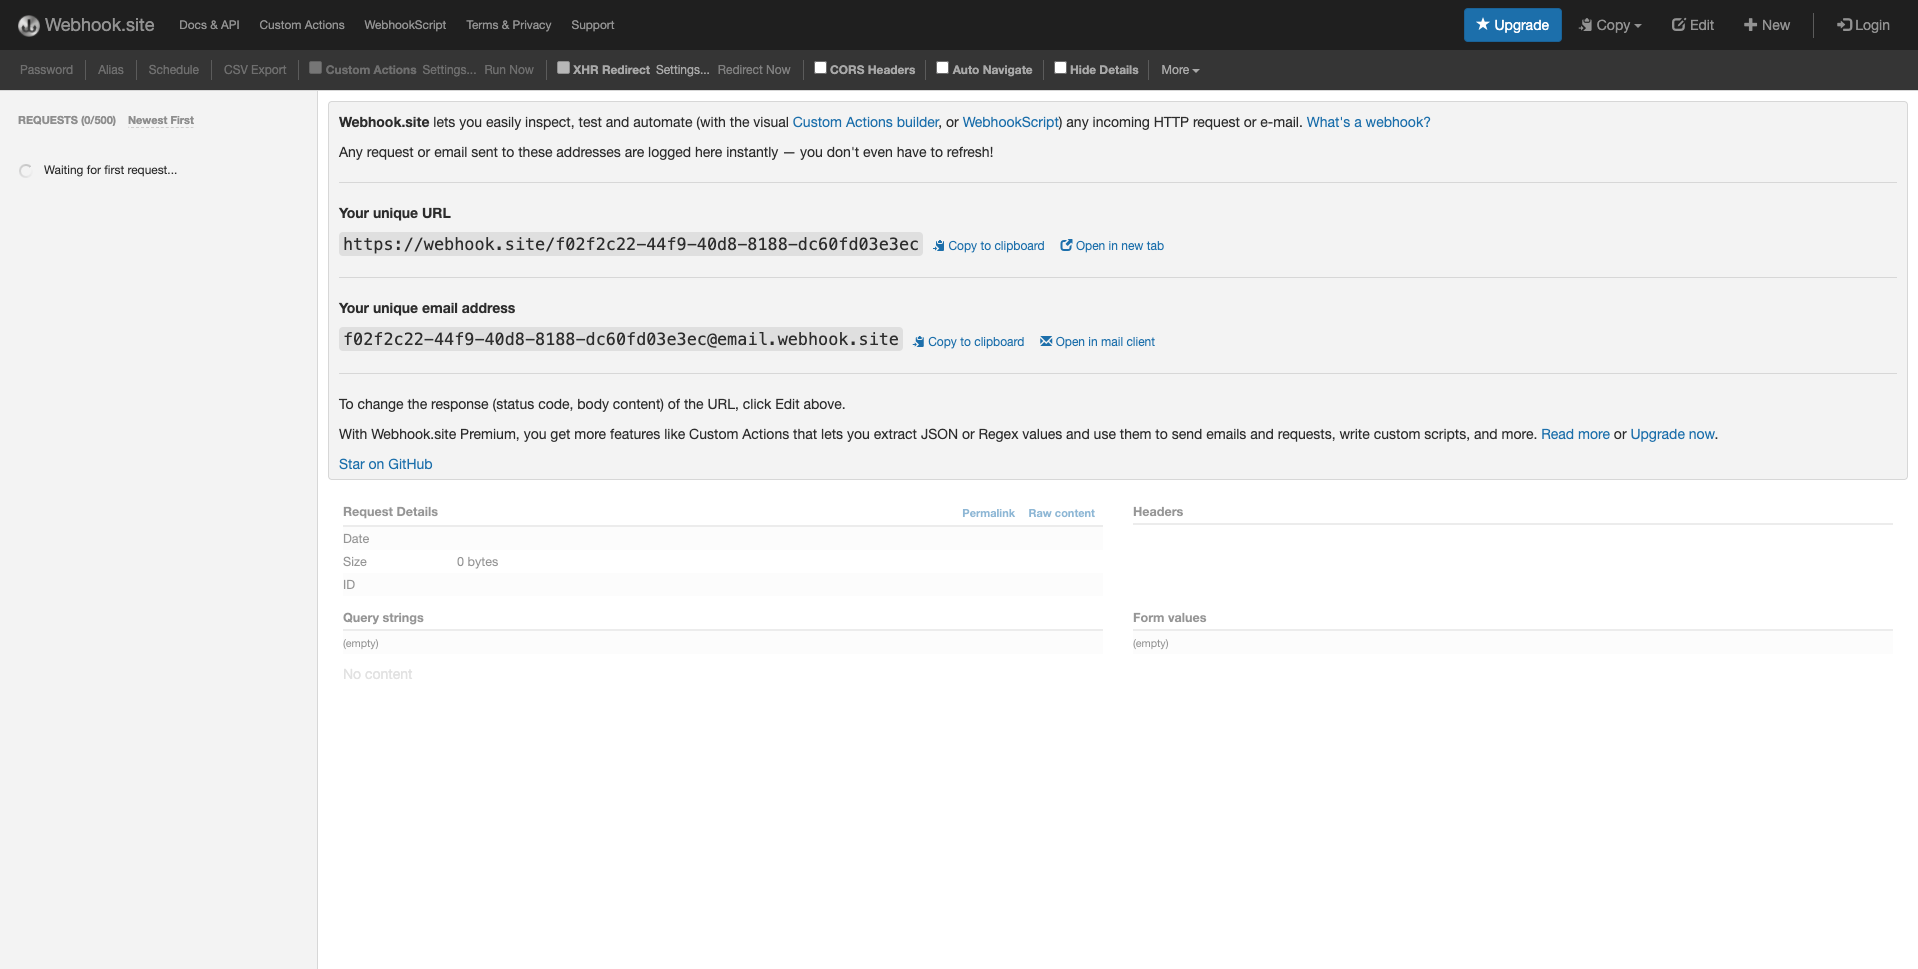 Webhook.site Docs & API Custom Actions WebhookScript Terms & Privacy Support Upgrade Copy Edit New Login
Password Alias Schedule CSV Export Custom Actions Settings... Run Now XHR Redirect Settings... Redirect Now CORS Headers Auto Navigate Hide Details More
REQUESTS (0/500) Newest First
Waiting for first request...
Webhook.site lets you easily inspect, test and automate (with the visual Custom Actions builder, or WebhookScript) any incoming HTTP request or e-mail. What's a webhook?
Any request or email sent to these addresses are logged here instantly — you don't even have to refresh!
Your unique URL
https://webhook.site/f02f2c22-44f9-40d8-8188-dc60fd03e3ec Copy to clipboard Open in new tab
Your unique email address
f02f2c22-44f9-40d8-8188-dc60fd03e3ec@email.webhook.site Copy to clipboard Open in mail client
To change the response (status code, body content) of the URL, click Edit above.
With Webhook.site Premium, you get more features like Custom Actions that lets you extract JSON or Regex values and use them to send emails and requests, write custom scripts, and more. Read more or Upgrade now.
Star on GitHub
Request Details Permalink Raw content Headers
Date
Size 0 bytes
ID
Query strings Form values
(empty) (empty)
No content